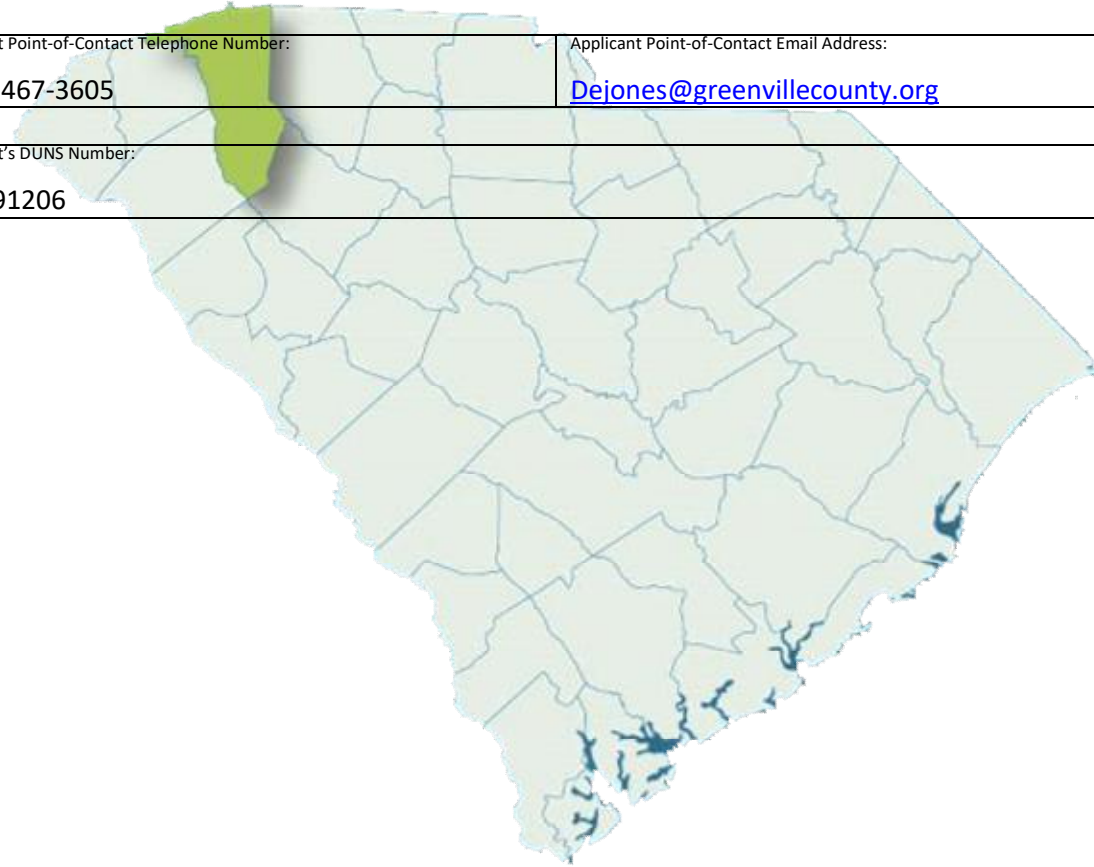 t Point-of-Contact Telephone Number:
467-3605
Applicant Point-of-Contact Email Address:
Dejones@greenvillecounty.org
t's DUNS Number:
91206